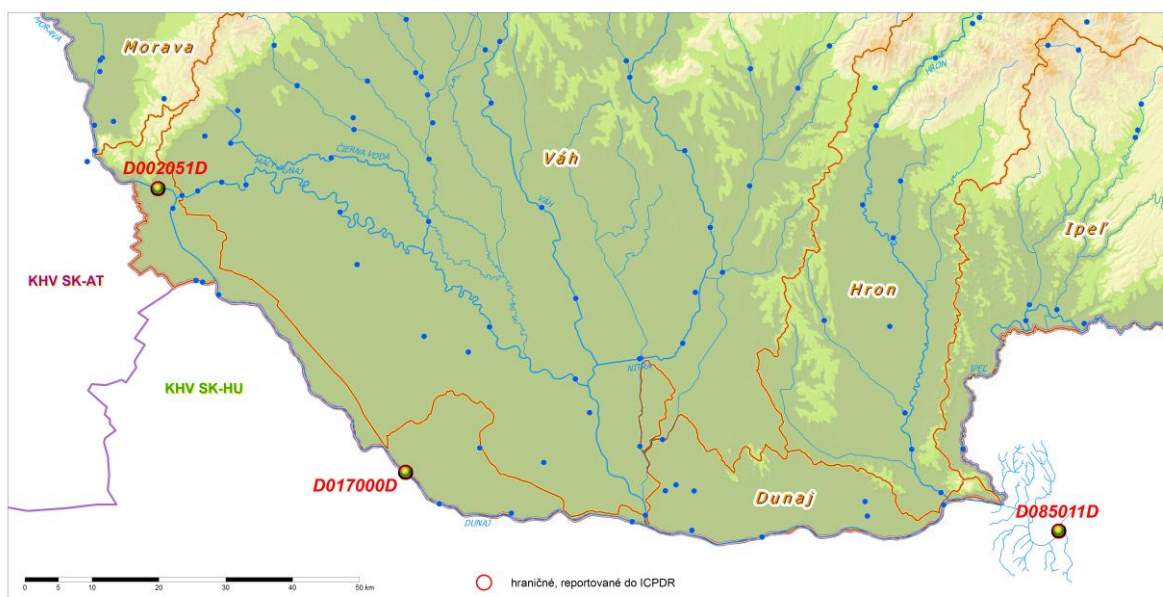 MORAVA
Morava
HRON
D002051D
MALÝ DUNAJ
ČIERNA VODA
Váh
VÁH
Ipeľ
KHV SK-AT
Hron
KHV SK-HU
NITRA
IPEĽ
D017000D
Dunaj
DUNAJ
D085011D
0 5 10 20 30 40 50 km
hraničné, reportované do ICPDR